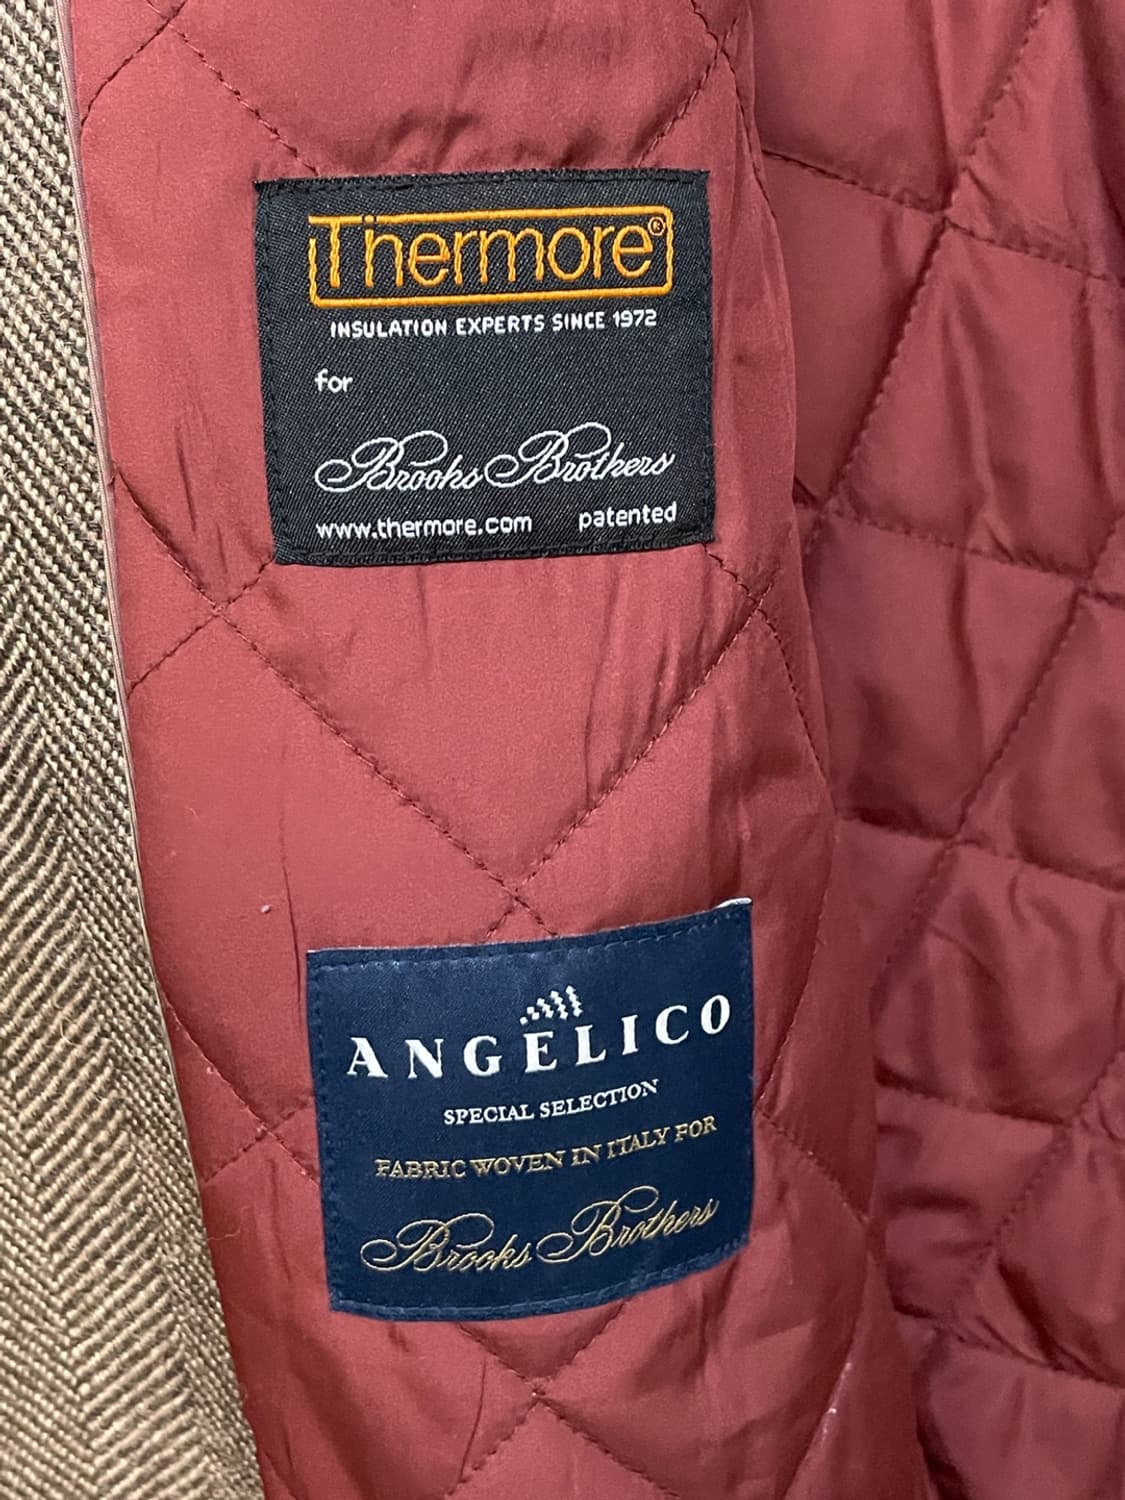 Thermore®
INSULATION EXPERTS SINCE 1972
for
Brooks Brothers
www.thermore.com patented
ANGELICO
SPECIAL SELECTION
FABRIC WOVEN IN ITALY FOR
Brooks Brothers